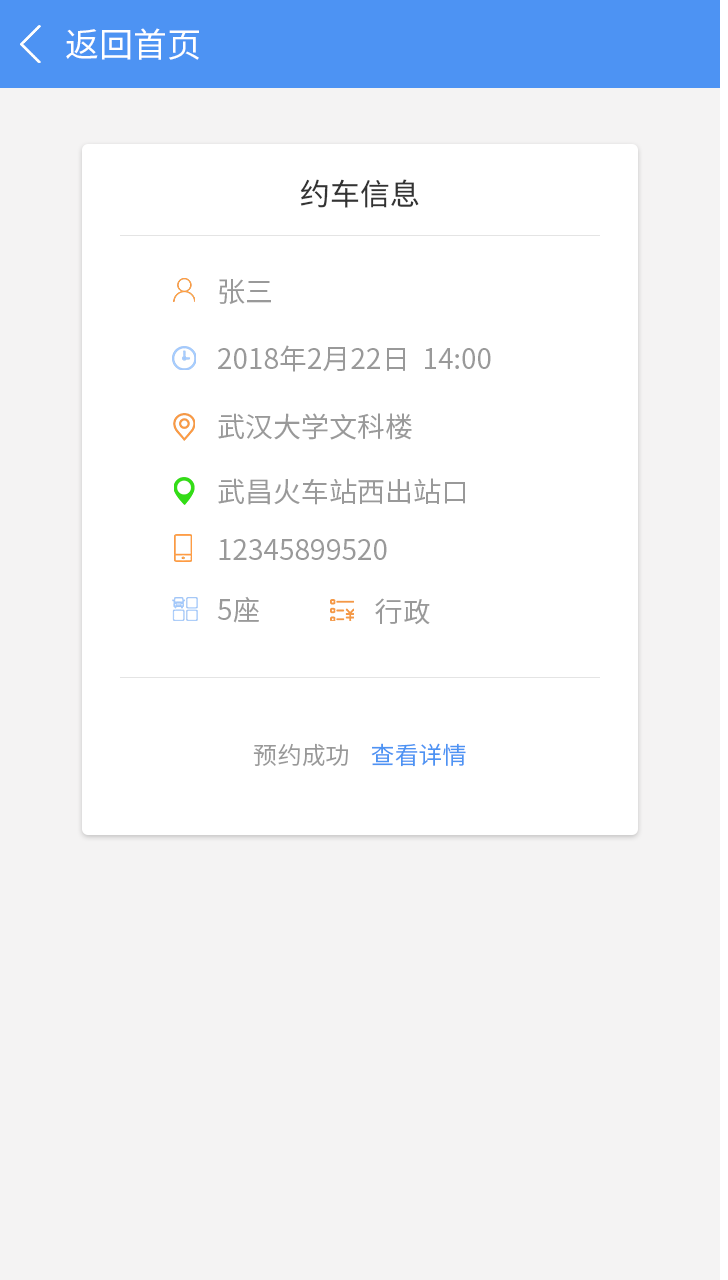 返回首页
约车信息
张三
2018年2月22日 14:00
武汉大学文科楼
武昌火车站西出站口
12345899520
5座 行政
预约成功 查看详情